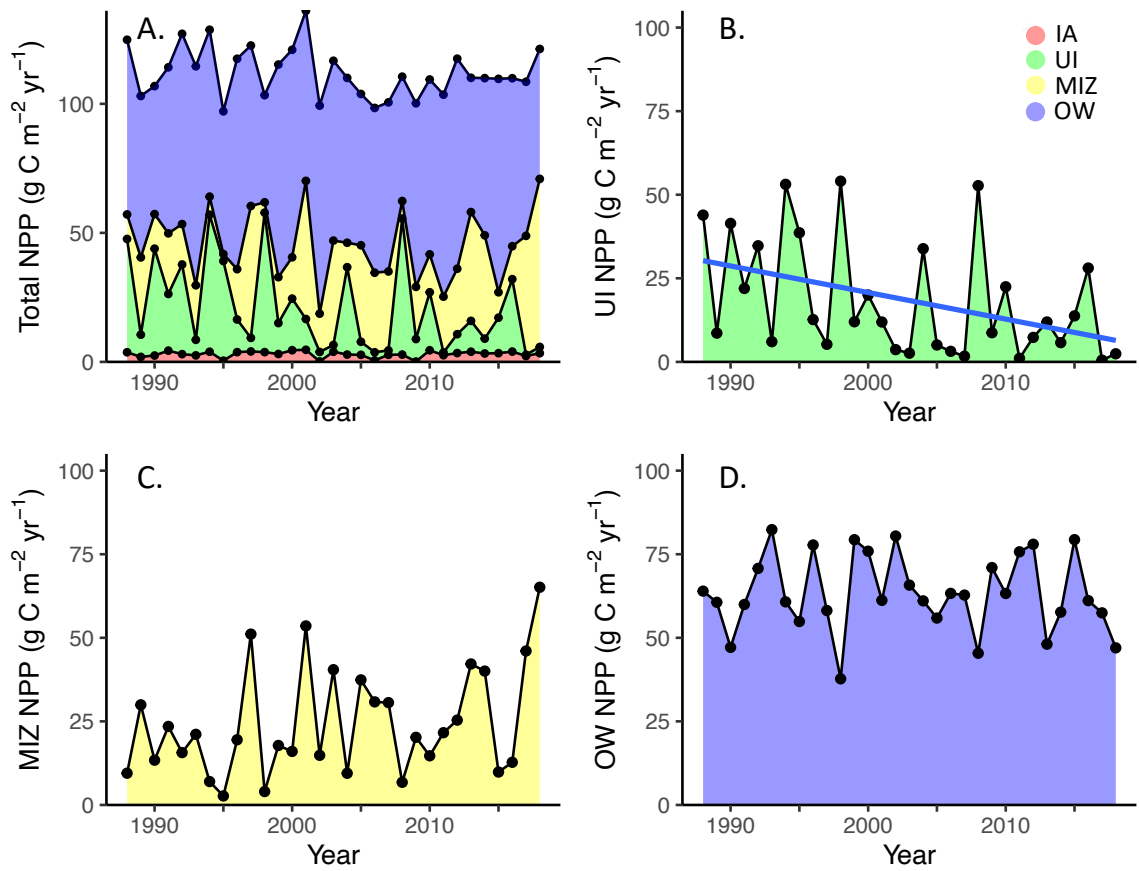 A.
Total NPP (g C m⁻² yr⁻¹)
100
50
0
1990
2000
2010
Year
B.
IA
UI
MIZ
OW
UI NPP (g C m⁻² yr⁻¹)
100
75
50
25
0
1990
2000
2010
Year
C.
MIZ NPP (g C m⁻² yr⁻¹)
100
75
50
25
0
1990
2000
2010
Year
D.
OW NPP (g C m⁻² yr⁻¹)
100
75
50
25
0
1990
2000
2010
Year